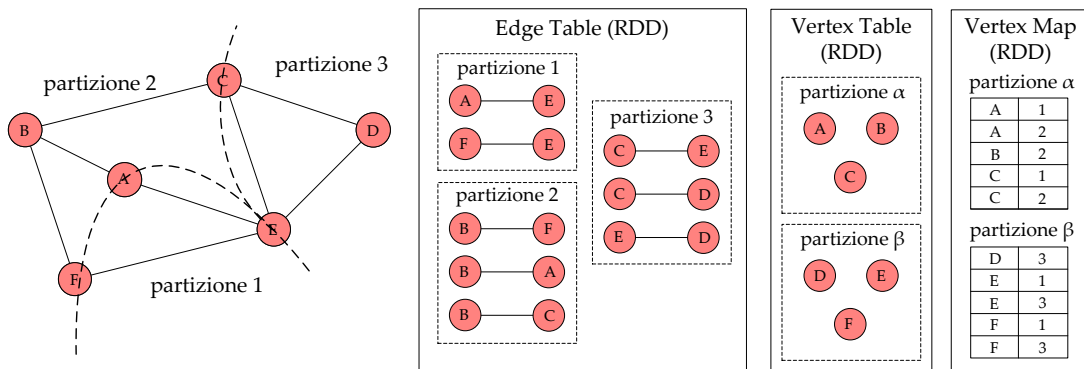 partizione 2
partizione 3
C
B
D
A
E
F
partizione 1
Edge Table (RDD)
partizione 1
A E
F E
partizione 2
B F
B A
B C
partizione 3
C E
C D
E D
Vertex Table
(RDD)
partizione α
A B
C
partizione β
D E
F
Vertex Map
(RDD)
partizione α
A 1
A 2
B 2
C 1
C 2
partizione β
D 3
E 1
E 3
F 1
F 3